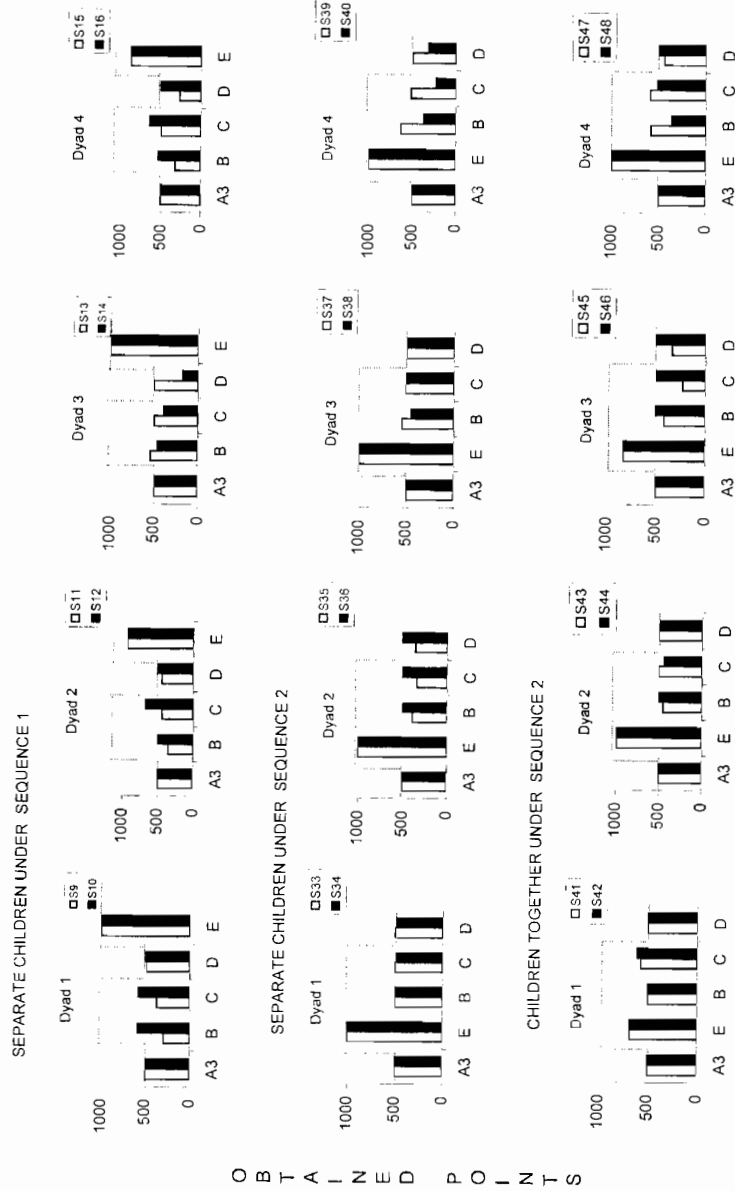 SEPARATE CHILDREN UNDER SEQUENCE 1
Dyad 1
S9
S10
1000
500
0
A3 B C D E
Dyad 2
S11
S12
1000
500
0
A3 B C D E
Dyad 3
S13
S14
1000
500
0
A3 B C D E
Dyad 4
S15
S16
1000
500
0
A3 B C D E
SEPARATE CHILDREN UNDER SEQUENCE 2
Dyad 1
S33
S34
1000
500
0
A3 E B C D
Dyad 2
S35
S36
1000
500
0
A3 E B C D
Dyad 3
S37
S38
1000
500
0
A3 E B C D
Dyad 4
S39
S40
1000
500
0
A3 E B C D
CHILDREN TOGETHER UNDER SEQUENCE 2
Dyad 1
S41
S42
1000
500
0
A3 E B C D
Dyad 2
S43
S44
1000
500
0
A3 E B C D
Dyad 3
S45
S46
1000
500
0
A3 E B C D
Dyad 4
S47
S48
1000
500
0
A3 E B C D
OBTAINED POINTS